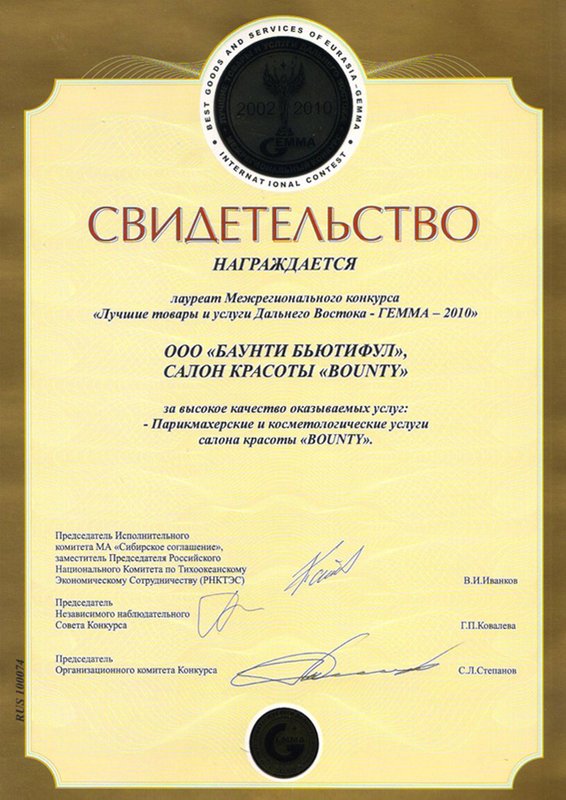 BEST GOODS AND SERVICES OF EURASIA - GEMMA
• INTERNATIONAL CONTEST •
2002 2010
GEMMA
СВИДЕТЕЛЬСТВО
НАГРАЖДАЕТСЯ
лауреат Межрегионального конкурса
«Лучшие товары и услуги Дальнего Востока - ГЕММА – 2010»
ООО «БАУНТИ БЬЮТИФУЛ»,
САЛОН КРАСОТЫ «BOUNTY»
за высокое качество оказываемых услуг:
- Парикмахерские и косметологические услуги
салона красоты «BOUNTY».
Председатель Исполнительного
комитета МА «Сибирское соглашение»,
заместитель Председателя Российского
Национального Комитета по Тихоокеанскому
Экономическому Сотрудничеству (РНКТЭС)
В.И.Иванков
Председатель
Независимого наблюдательного
Совета Конкурса
Г.П.Ковалева
Председатель
Организационного комитета Конкурса
С.Л.Степанов
RUS 100074
GEMMA